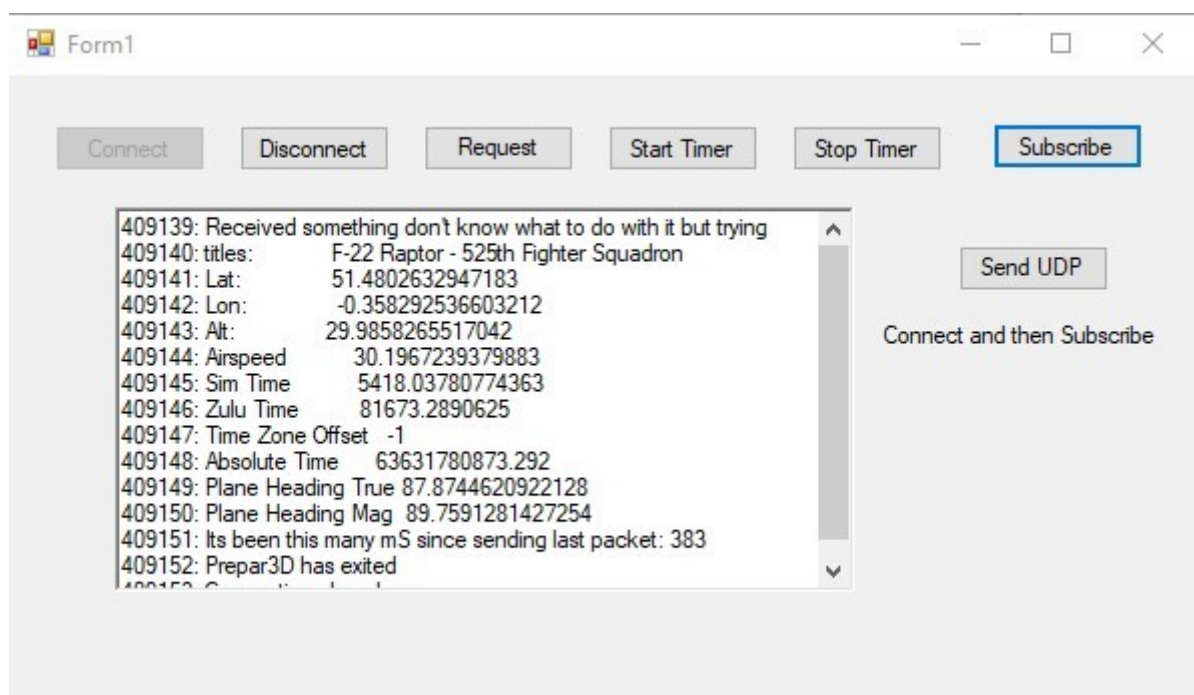 Form1
Connect Disconnect Request Start Timer Stop Timer Subscribe
409139: Received something don't know what to do with it but trying
409140: titles: F-22 Raptor - 525th Fighter Squadron
409141: Lat: 51.4802632947183
409142: Lon: -0.358292536603212
409143: Alt: 29.9858265517042
409144: Airspeed 30.1967239379883
409145: Sim Time 5418.03780774363
409146: Zulu Time 81673.2890625
409147: Time Zone Offset -1
409148: Absolute Time 63631780873.292
409149: Plane Heading True 87.8744620922128
409150: Plane Heading Mag 89.7591281427254
409151: Its been this many mS since sending last packet: 383
409152: Prepar3D has exited
Send UDP
Connect and then Subscribe